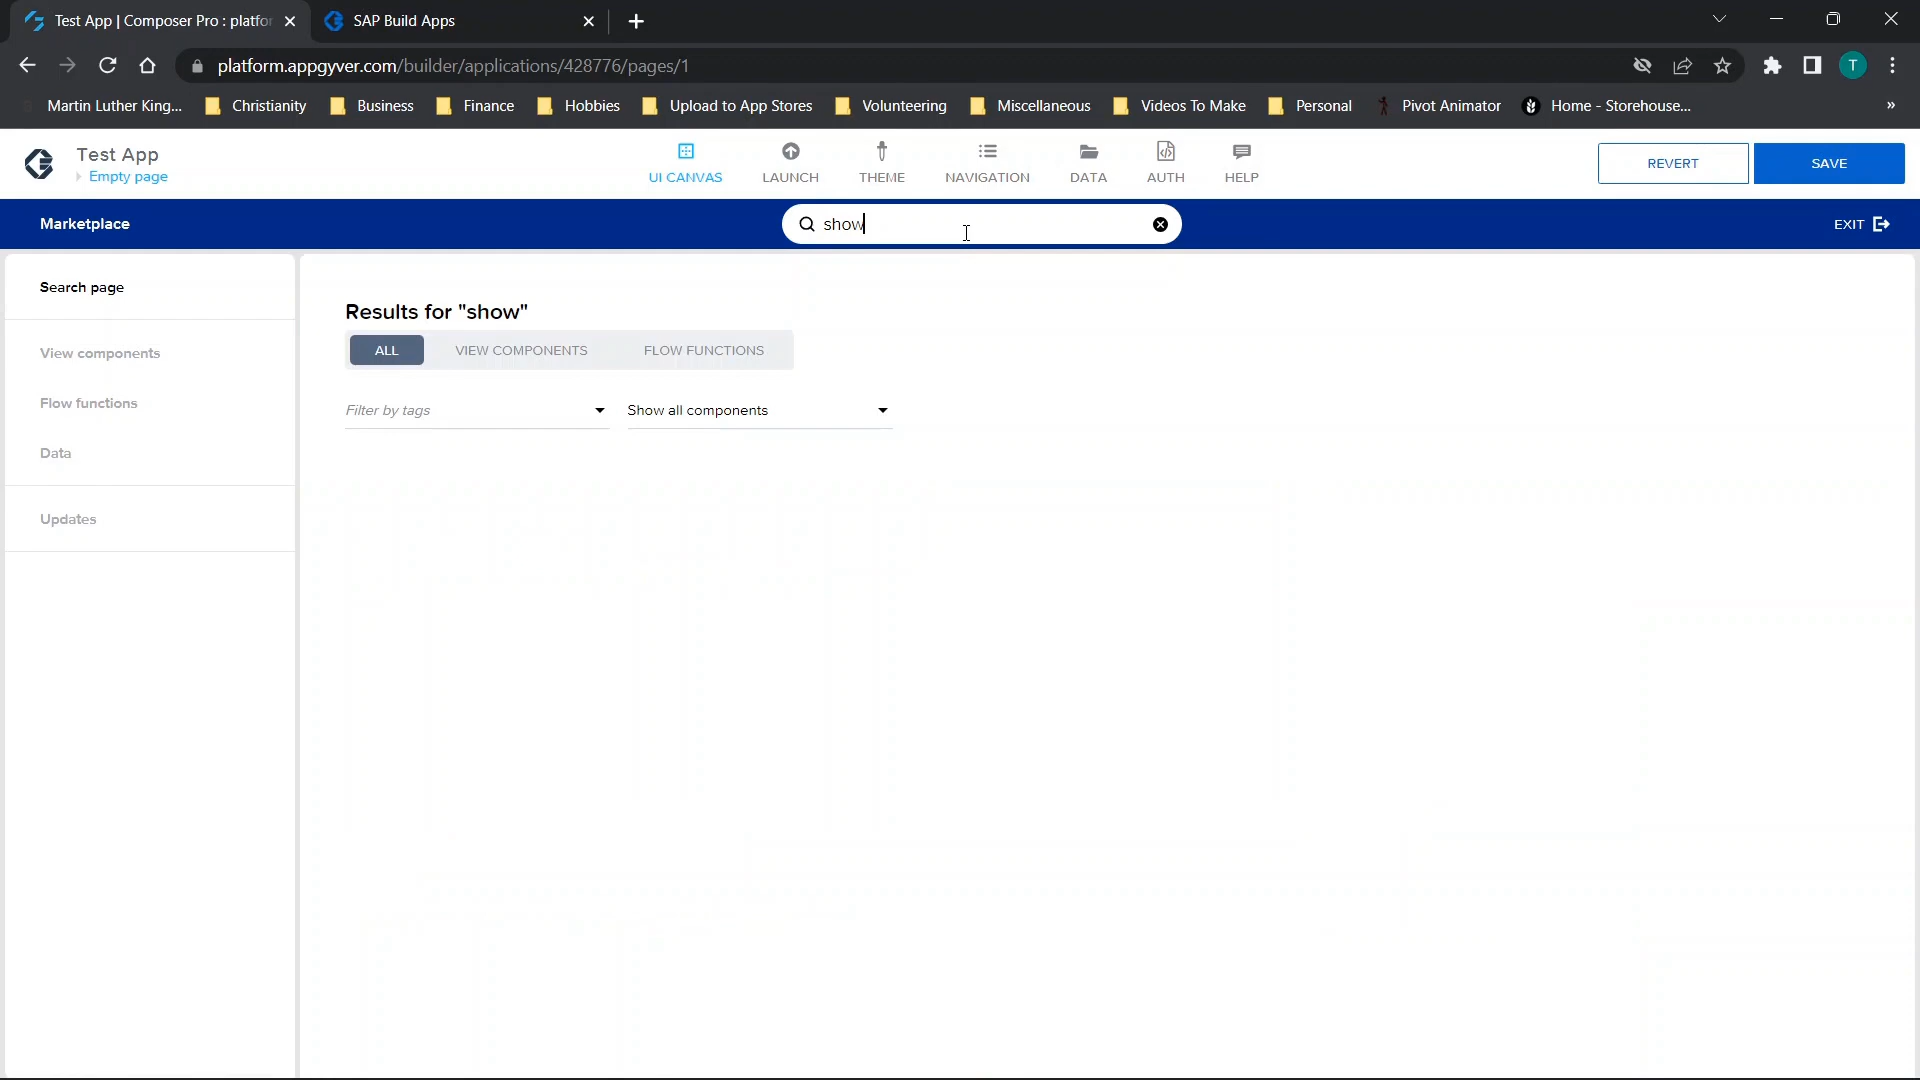 Test App | Composer Pro : platfor
SAP Build Apps
platform.appgyver.com/builder/applications/428776/pages/1
T
Martin Luther King...
Christianity
Business
Finance
Hobbies
Upload to App Stores
Volunteering
Miscellaneous
Videos To Make
Personal
Pivot Animator
Home - Storehouse...
»
Test App
Empty page
UI CANVAS
LAUNCH
THEME
NAVIGATION
DATA
AUTH
HELP
REVERT
SAVE
Marketplace
show
EXIT
Search page
View components
Flow functions
Data
Updates
Results for "show"
ALL
VIEW COMPONENTS
FLOW FUNCTIONS
Filter by tags
Show all components